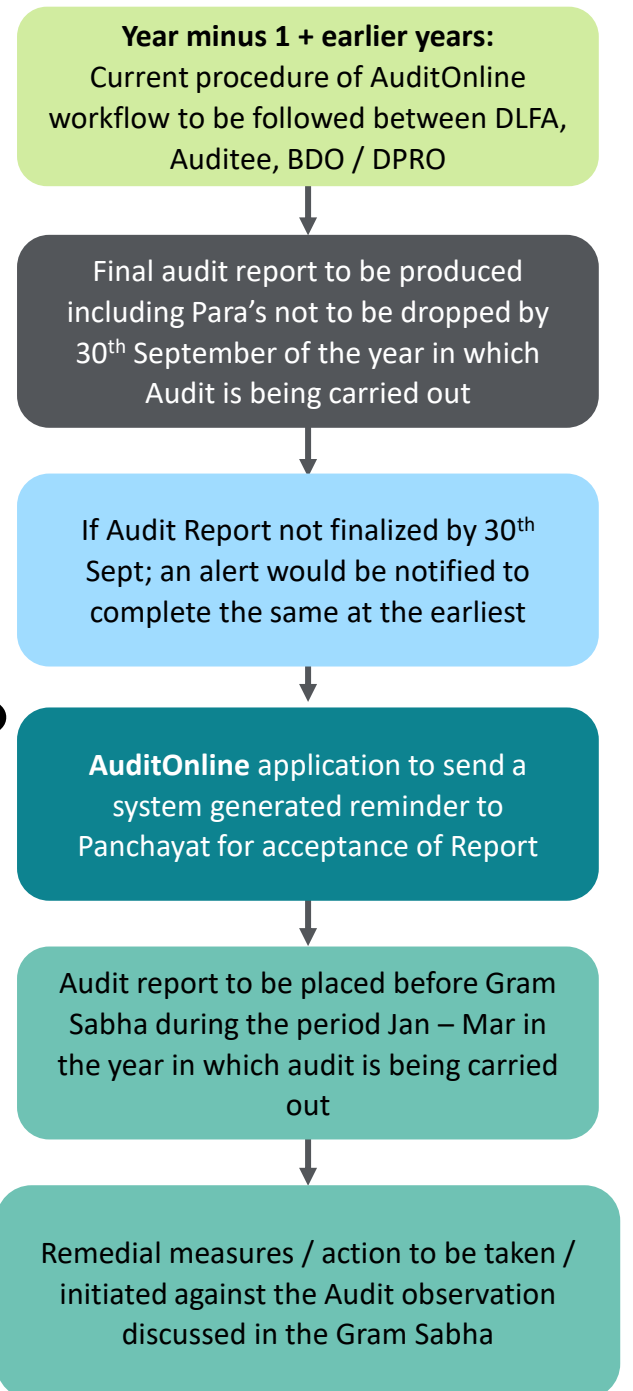 Year minus 1 + earlier years:
Current procedure of AuditOnline
workflow to be followed between DLFA,
Auditee, BDO / DPRO
Final audit report to be produced
including Para’s not to be dropped by
30th September of the year in which
Audit is being carried out
If Audit Report not finalized by 30th
Sept; an alert would be notified to
complete the same at the earliest
AuditOnline application to send a
system generated reminder to
Panchayat for acceptance of Report
Audit report to be placed before Gram
Sabha during the period Jan – Mar in
the year in which audit is being carried
out
Remedial measures / action to be taken /
initiated against the Audit observation
discussed in the Gram Sabha